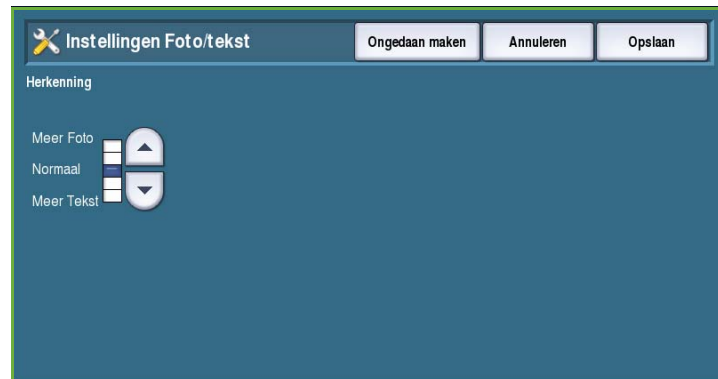 Instellingen Foto/tekst
Ongedaan maken
Annuleren
Opslaan
Herkenning
Meer Foto
Normaal
Meer Tekst